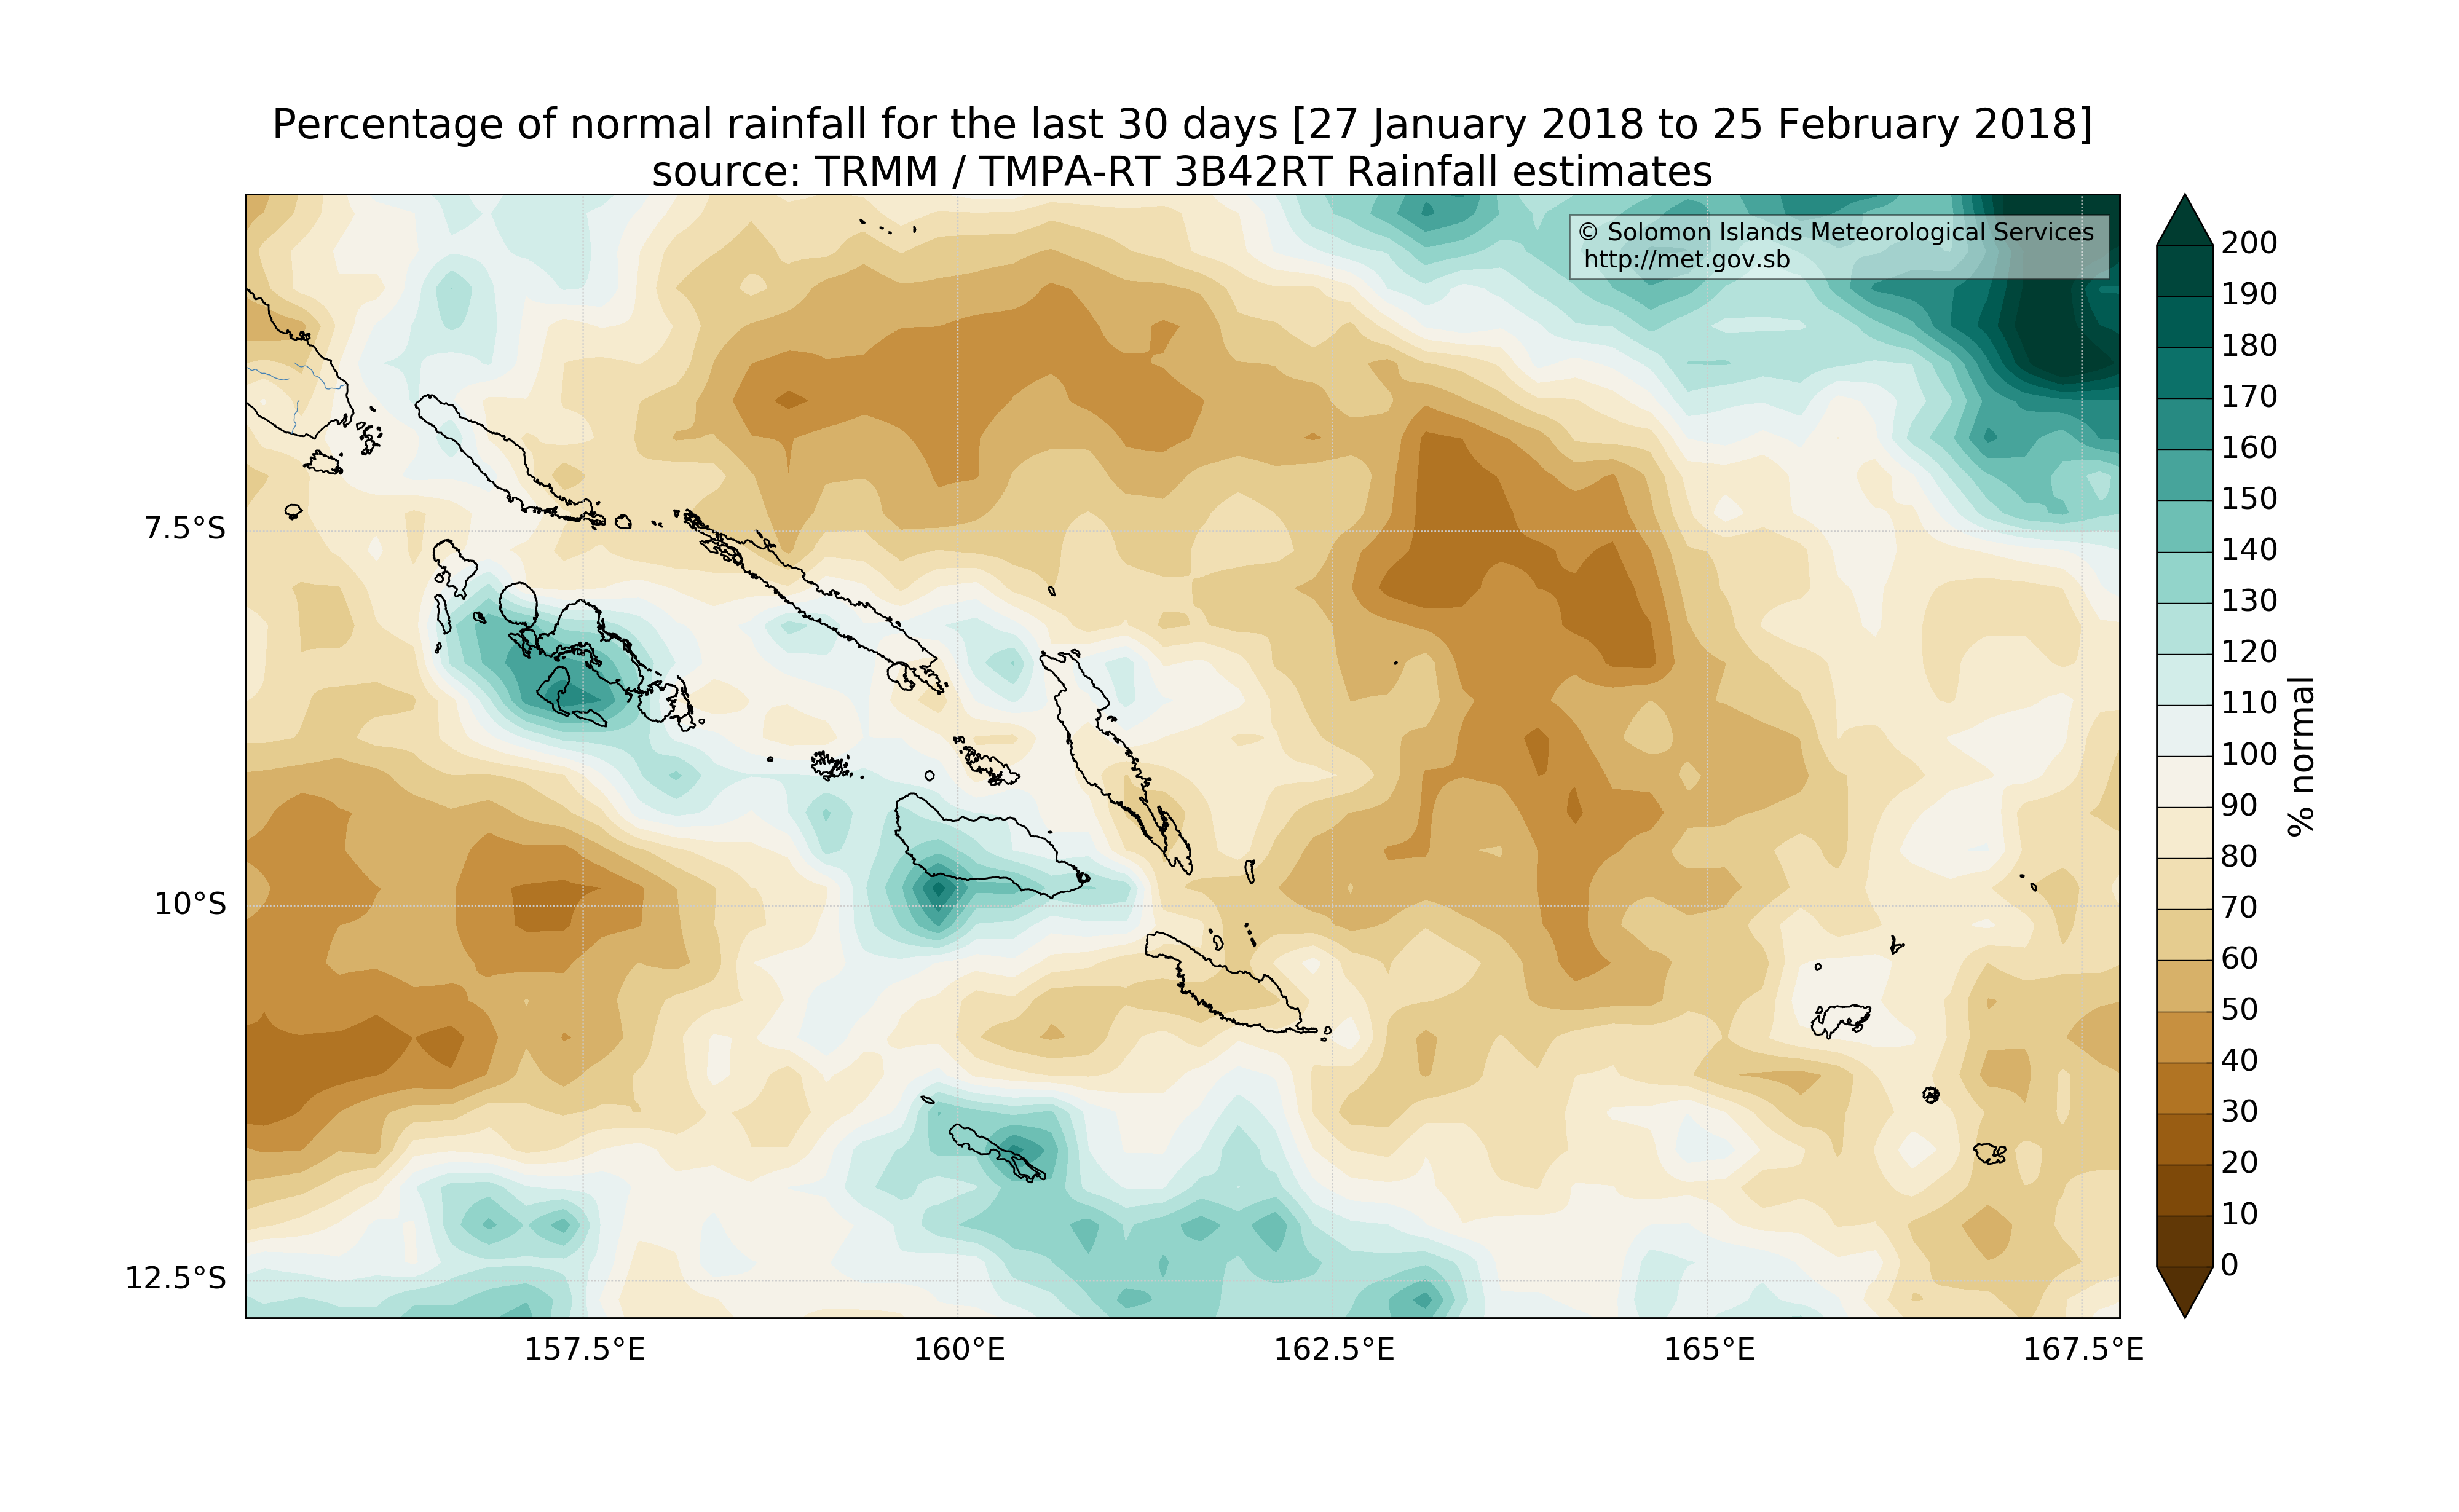 Percentage of normal rainfall for the last 30 days [27 January 2018 to 25 February 2018]
source: TRMM / TMPA-RT 3B42RT Rainfall estimates
© Solomon Islands Meteorological Services
http://met.gov.sb
7.5°S
10°S
12.5°S
157.5°E
160°E
162.5°E
165°E
167.5°E
200
190
180
170
160
150
140
130
120
110
100
90
80
70
60
50
40
30
20
10
0
% normal